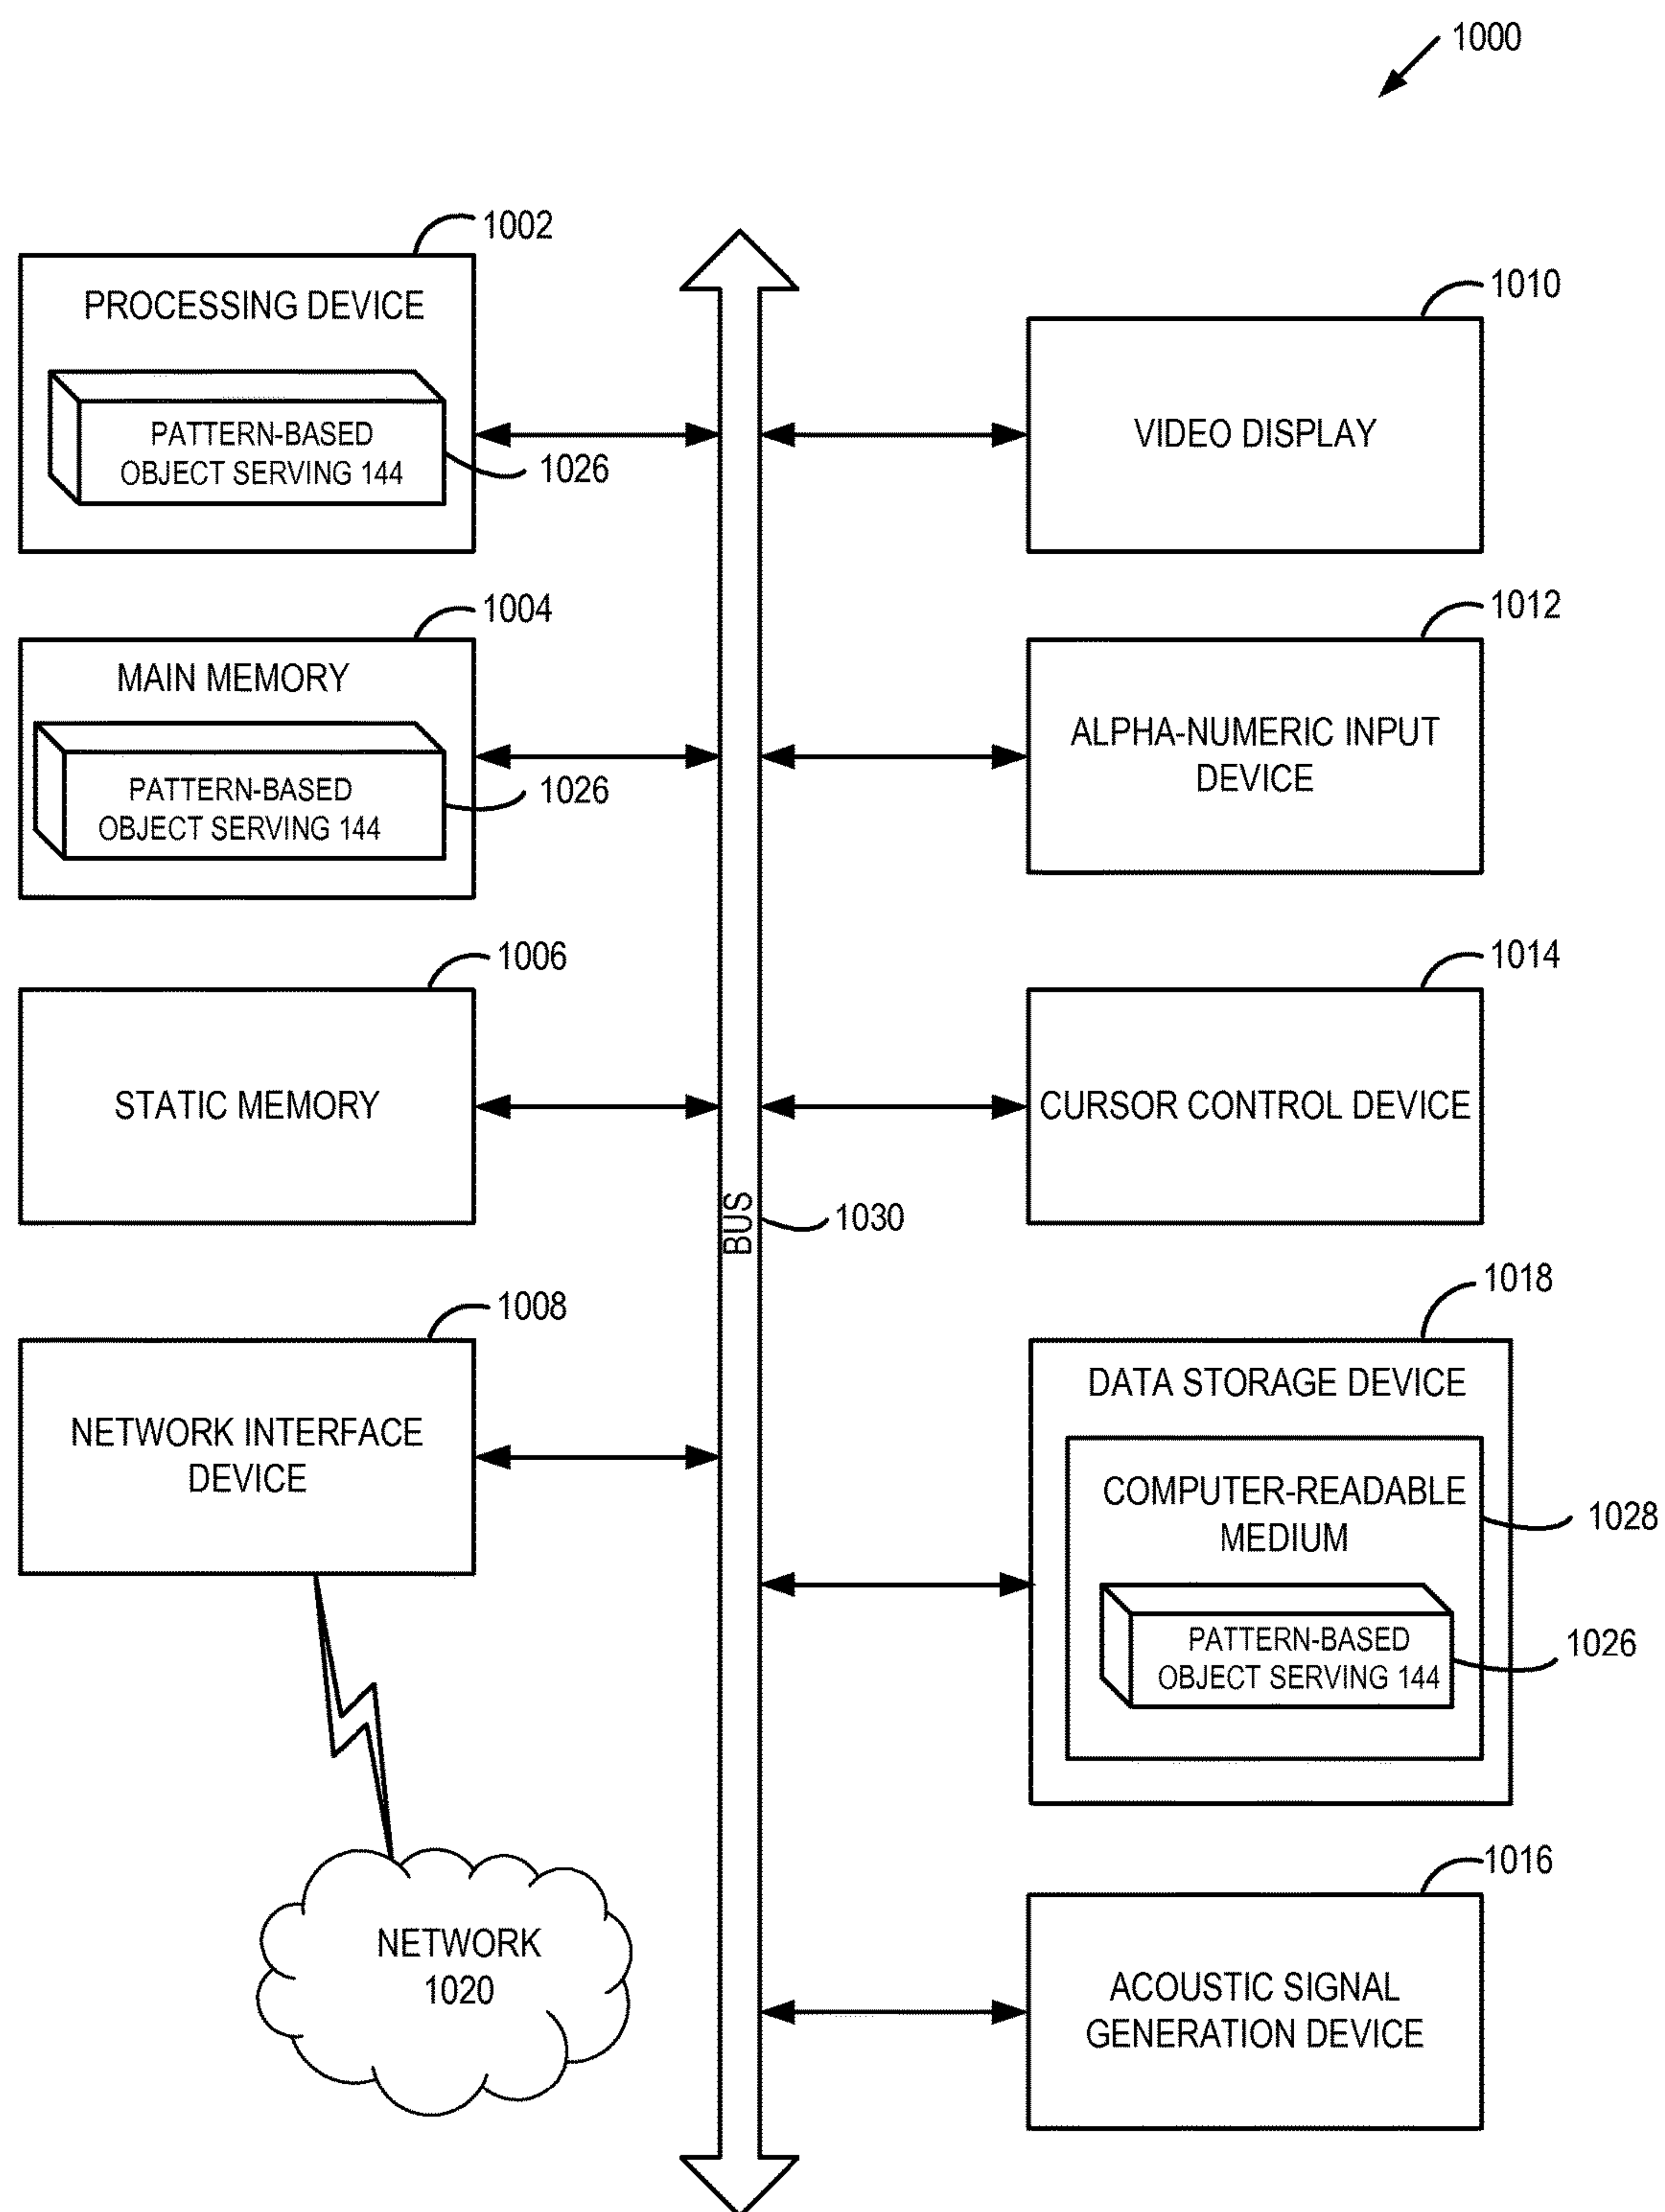 1000
1002
PROCESSING DEVICE
PATTERN-BASED
OBJECT SERVING 144
1026
1004
MAIN MEMORY
PATTERN-BASED
OBJECT SERVING 144
1026
1006
STATIC MEMORY
1008
NETWORK INTERFACE
DEVICE
NETWORK
1020
BUS
1030
1010
VIDEO DISPLAY
1012
ALPHA-NUMERIC INPUT
DEVICE
1014
CURSOR CONTROL DEVICE
1018
DATA STORAGE DEVICE
COMPUTER-READABLE
MEDIUM
1028
PATTERN-BASED
OBJECT SERVING 144
1026
1016
ACOUSTIC SIGNAL
GENERATION DEVICE